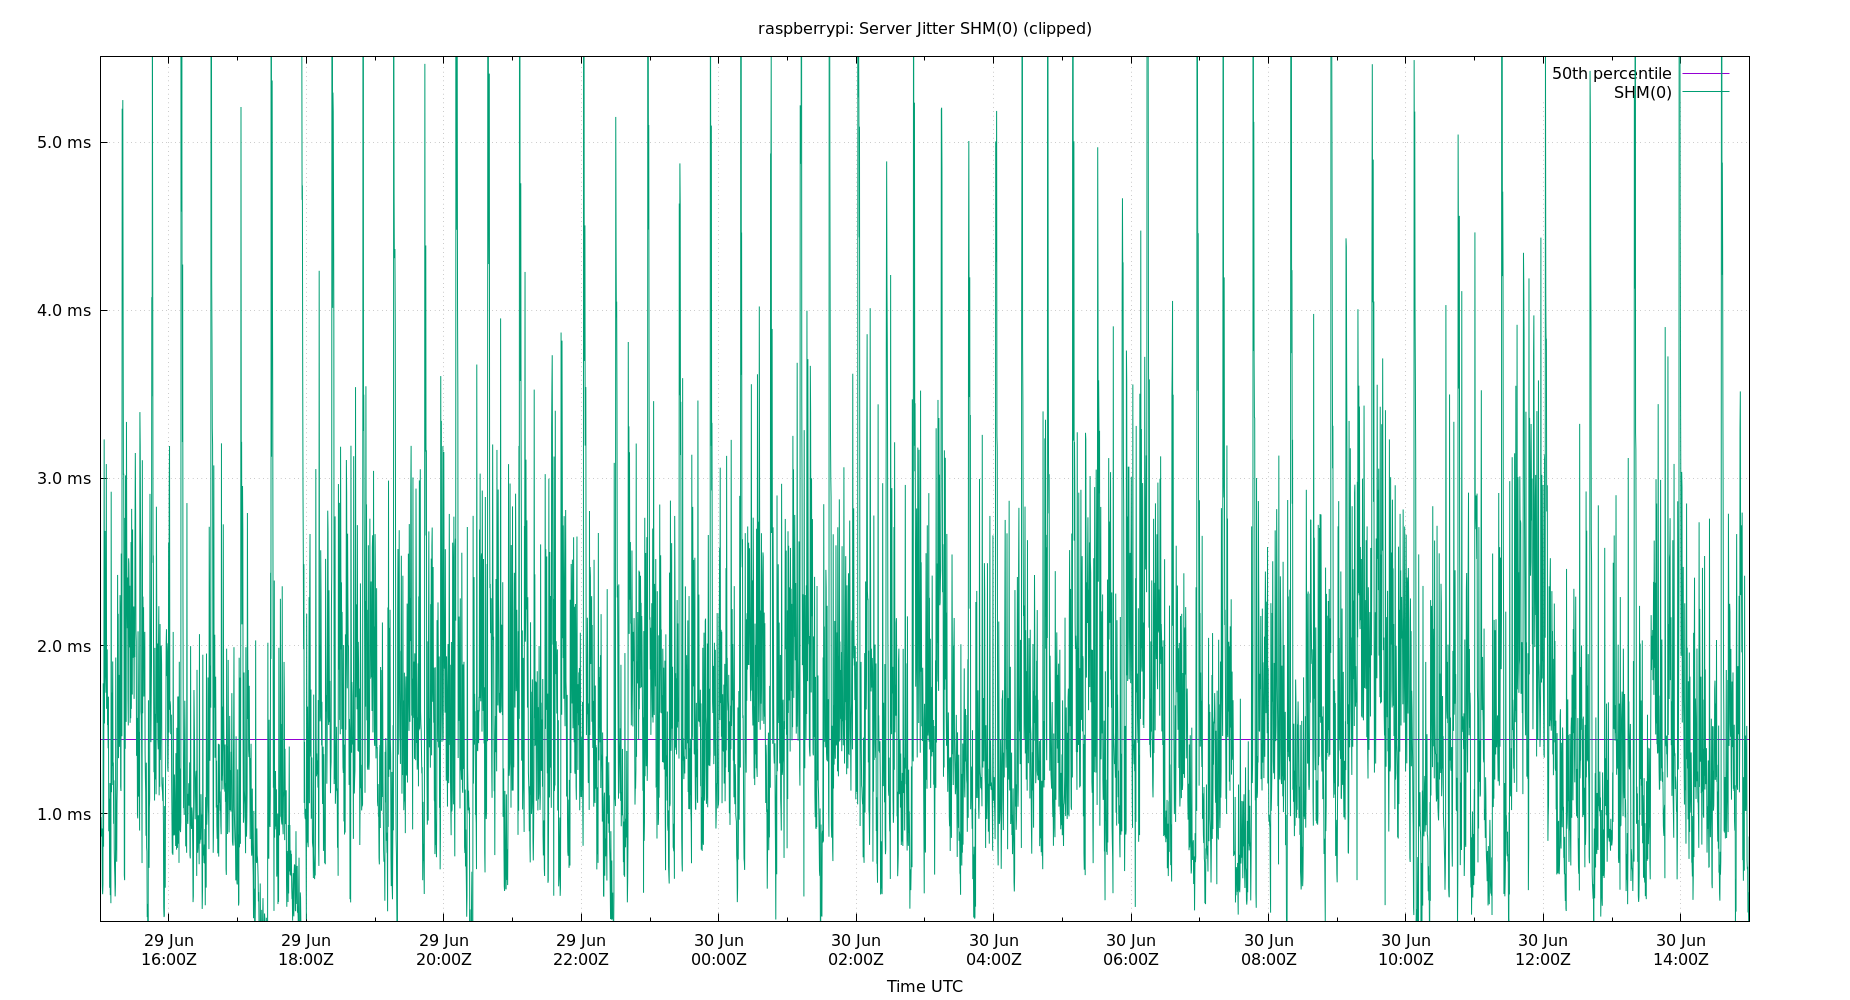 raspberrypi: Server Jitter SHM(0) (clipped)
50th percentile
SHM(0)
5.0 ms
4.0 ms
3.0 ms
2.0 ms
1.0 ms
29 Jun 29 Jun 29 Jun 29 Jun 30 Jun 30 Jun 30 Jun 30 Jun 30 Jun 30 Jun 30 Jun 30 Jun
16:00Z 18:00Z 20:00Z 22:00Z 00:00Z 02:00Z 04:00Z 06:00Z 08:00Z 10:00Z 12:00Z 14:00Z
Time UTC